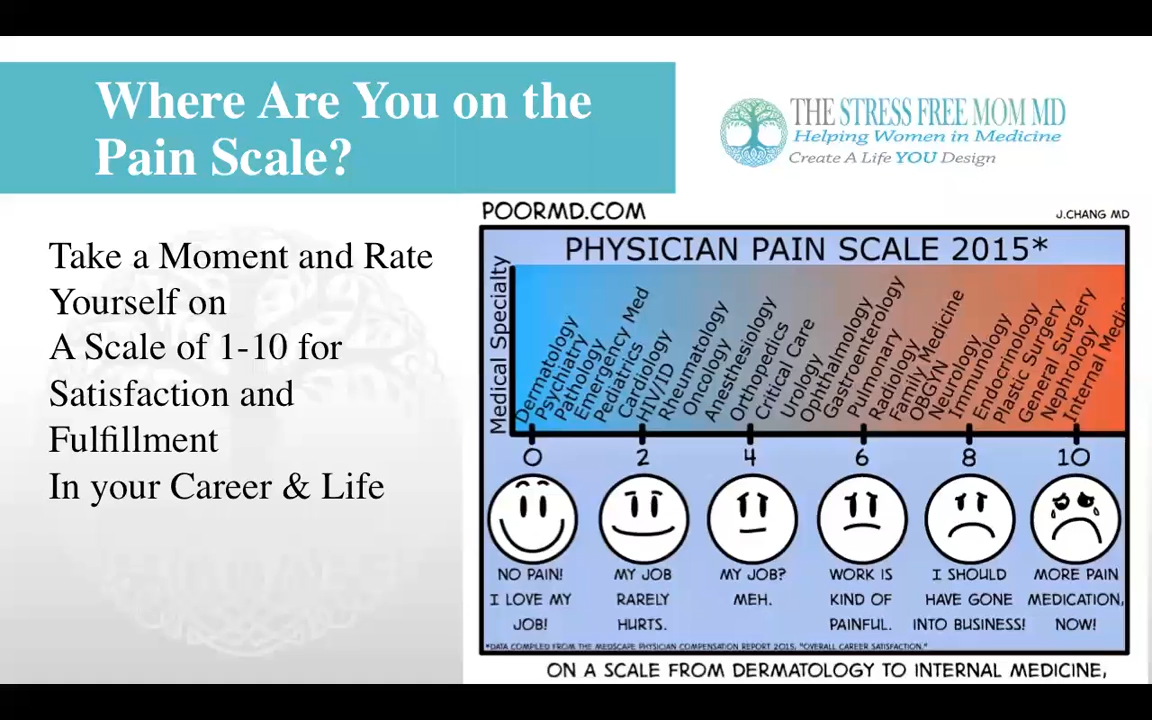 Where Are You on the
Pain Scale?
THE STRESS FREE MOM MD
Helping Women in Medicine
Create A Life YOU Design
Take a Moment and Rate
Yourself on
A Scale of 1-10 for
Satisfaction and
Fulfillment
In your Career & Life
POORMD.COM
J.CHANG MD
PHYSICIAN PAIN SCALE 2015*
Medical Specialty
Dermatology
Psychiatry
Pathology
Emergency Med
Pediatrics
Cardiology
HIV/ID
Rheumatology
Oncology
Anesthesiology
Orthopedics
Critical Care
Urology
Ophthalmology
Gastroenterology
Pulmonary
Radiology
Family Medicine
OBGYN
Neurology
Immunology
Endocrinology
Plastic Surgery
General Surgery
Nephrology
Internal Medic
0 2 4 6 8 10
NO PAIN!
I LOVE MY
JOB!
MY JOB
RARELY
HURTS.
MY JOB?
MEH.
WORK IS
KIND OF
PAINFUL.
I SHOULD
HAVE GONE
INTO BUSINESS!
MORE PAIN
MEDICATION,
NOW!
*DATA COMPILED FROM THE MEDSCAPE PHYSICIAN COMPENSATION REPORT 2015, "OVERALL CAREER SATISFACTION."
ON A SCALE FROM DERMATOLOGY TO INTERNAL MEDICINE,